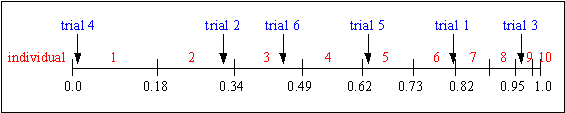 trial 4 trial 2 trial 6 trial 5 trial 1 trial 3
individual 1 2 3 4 5 6 7 8 9 10
0.0 0.18 0.34 0.49 0.62 0.73 0.82 0.95 1.0